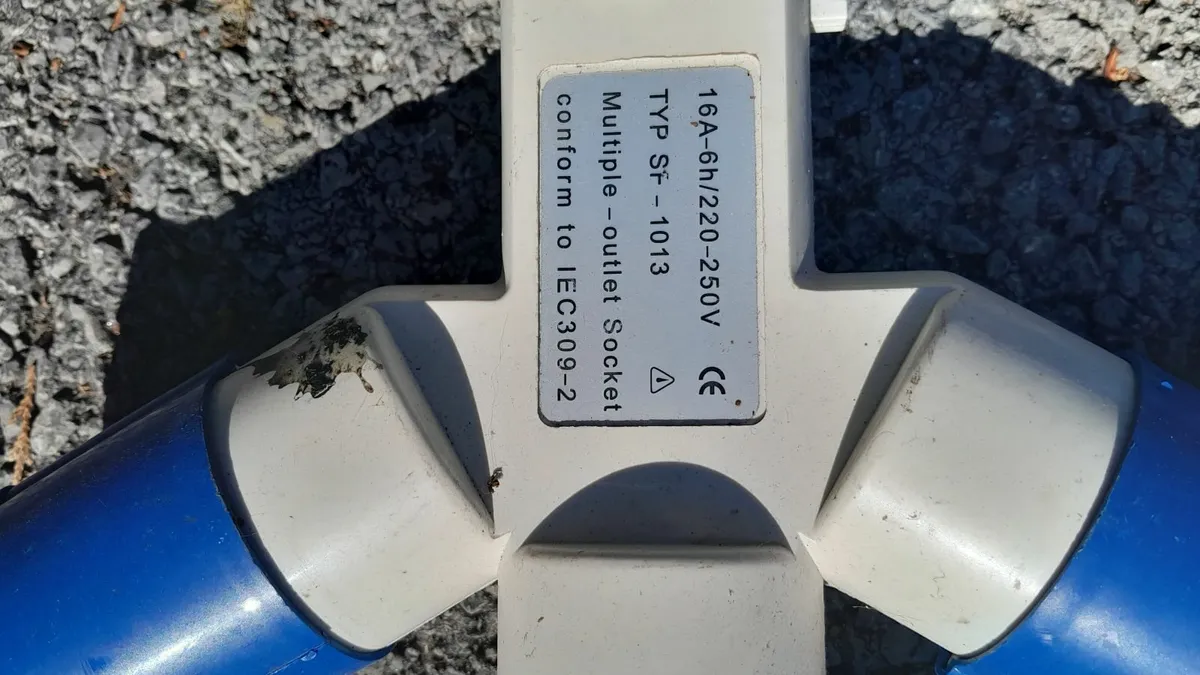 16A-6h/220-250V CE
TYP SF-1013
Multiple-outlet Socket
conform to IEC309-2